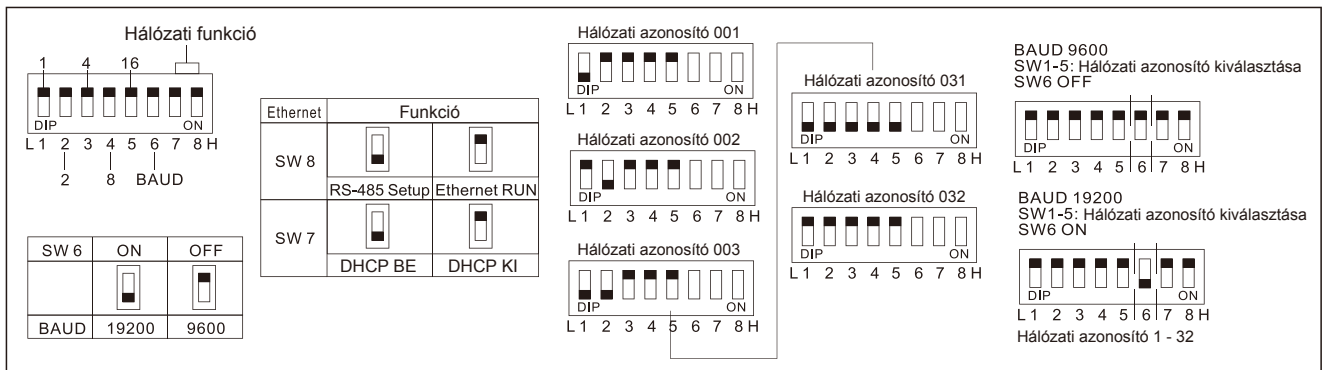 Hálózati funkció
1 4 16
DIP ON
L 1 2 3 4 5 6 7 8 H
2 8 BAUD
SW 6 ON OFF
BAUD 19200 9600
Ethernet Funkció
SW 8
RS-485 Setup Ethernet RUN
SW 7
DHCP BE DHCP KI
Hálózati azonosító 001
DIP ON
L 1 2 3 4 5 6 7 8 H
Hálózati azonosító 002
DIP ON
L 1 2 3 4 5 6 7 8 H
Hálózati azonosító 003
DIP ON
L 1 2 3 4 5 6 7 8 H
Hálózati azonosító 031
DIP ON
L 1 2 3 4 5 6 7 8 H
Hálózati azonosító 032
DIP ON
L 1 2 3 4 5 6 7 8 H
BAUD 9600
SW1-5: Hálózati azonosító kiválasztása
SW6 OFF
DIP ON
L 1 2 3 4 5 6 7 8 H
BAUD 19200
SW1-5: Hálózati azonosító kiválasztása
SW6 ON
DIP ON
L 1 2 3 4 5 6 7 8 H
Hálózati azonosító 1 - 32